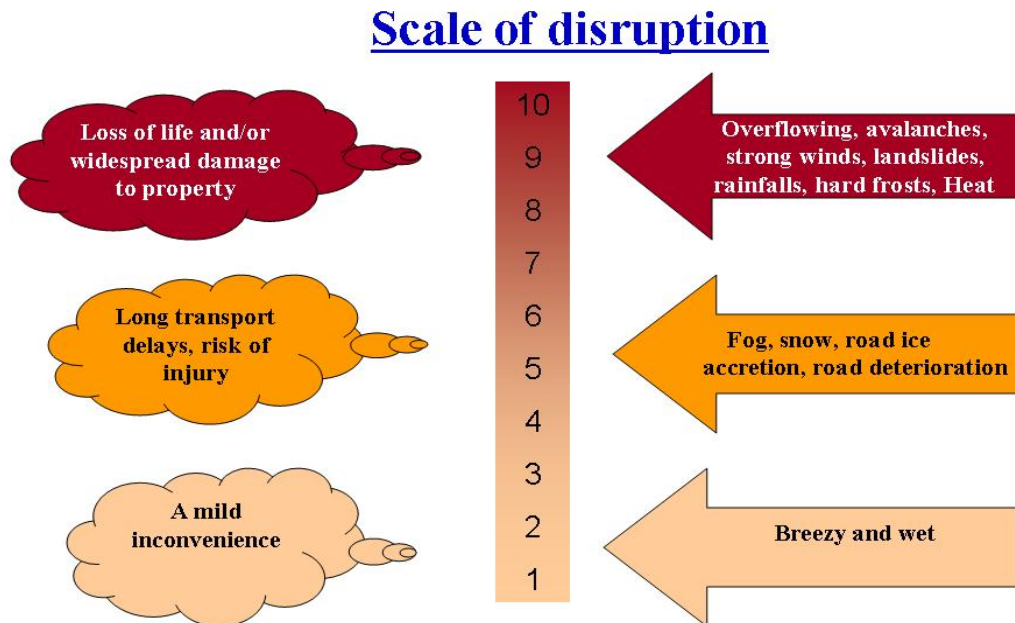 Scale of disruption
Loss of life and/or
widespread damage
to property
10
9
8
7
6
5
4
3
2
1
Overflowing, avalanches,
strong winds, landslides,
rainfalls, hard frosts, Heat
Long transport
delays, risk of
injury
Fog, snow, road ice
accretion, road deterioration
A mild
inconvenience
Breezy and wet